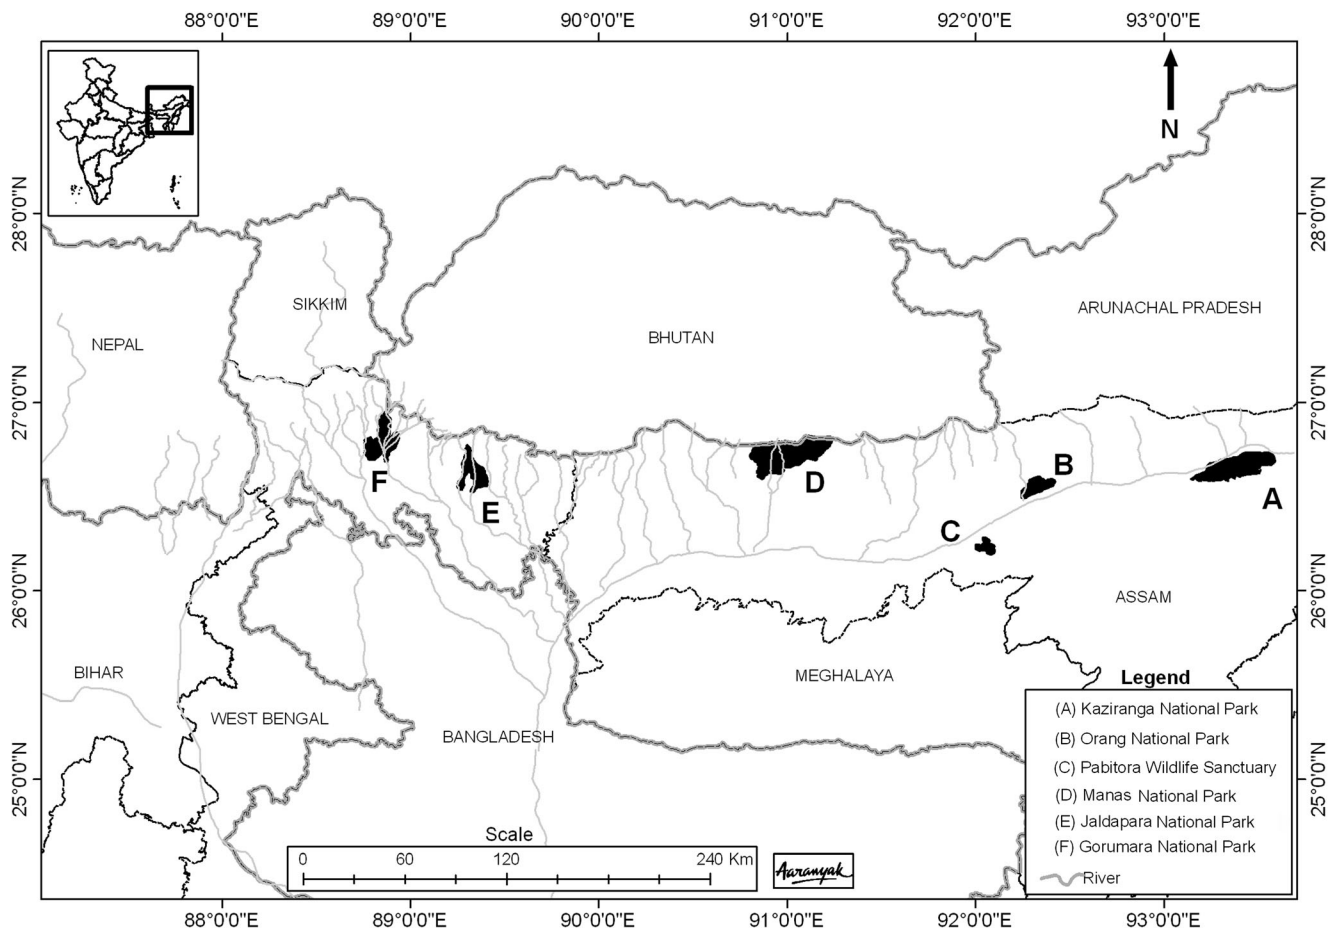 88°0'0"E 89°0'0"E 90°0'0"E 91°0'0"E 92°0'0"E 93°0'0"E
N
28°0'0"N 28°0'0"N
SIKKIM
ARUNACHAL PRADESH
NEPAL
BHUTAN
27°0'0"N 27°0'0"N
F
E
D
B
A
C
26°0'0"N 26°0'0"N
ASSAM
BIHAR
MEGHALAYA
WEST BENGAL
BANGLADESH
25°0'0"N 25°0'0"N
Legend
(A) Kaziranga National Park
(B) Orang National Park
(C) Pabitora Wildlife Sanctuary
(D) Manas National Park
(E) Jaldapara National Park
(F) Gorumara National Park
River
Scale
0 60 120 240 Km
Aaranyak
88°0'0"E 89°0'0"E 90°0'0"E 91°0'0"E 92°0'0"E 93°0'0"E